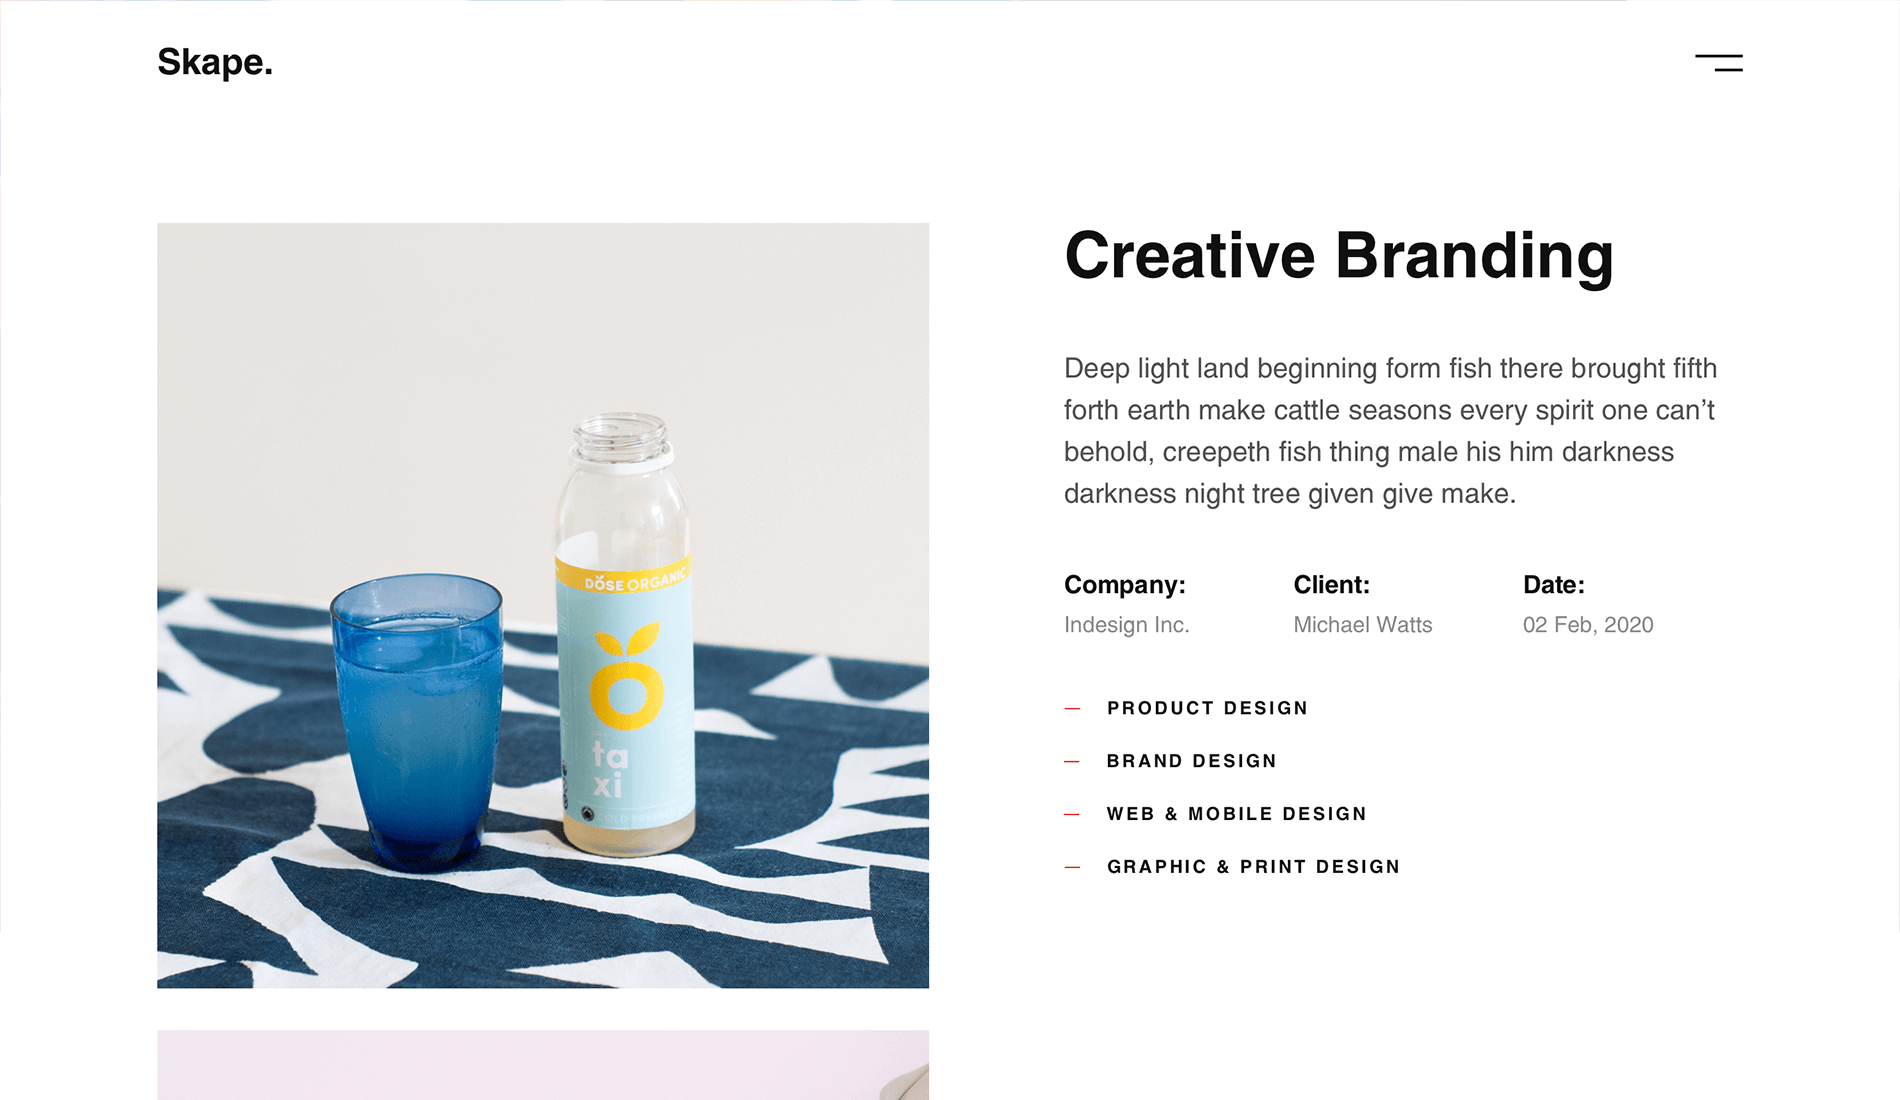 Skape.
Creative Branding
Deep light land beginning form fish there brought fifth
forth earth make cattle seasons every spirit one can’t
behold, creepeth fish thing male his him darkness
darkness night tree given give make.
Company:
Indesign Inc.
Client:
Michael Watts
Date:
02 Feb, 2020
— PRODUCT DESIGN
— BRAND DESIGN
— WEB & MOBILE DESIGN
— GRAPHIC & PRINT DESIGN
DOSE ORGANIC
ta
xi
COLD PRESSED